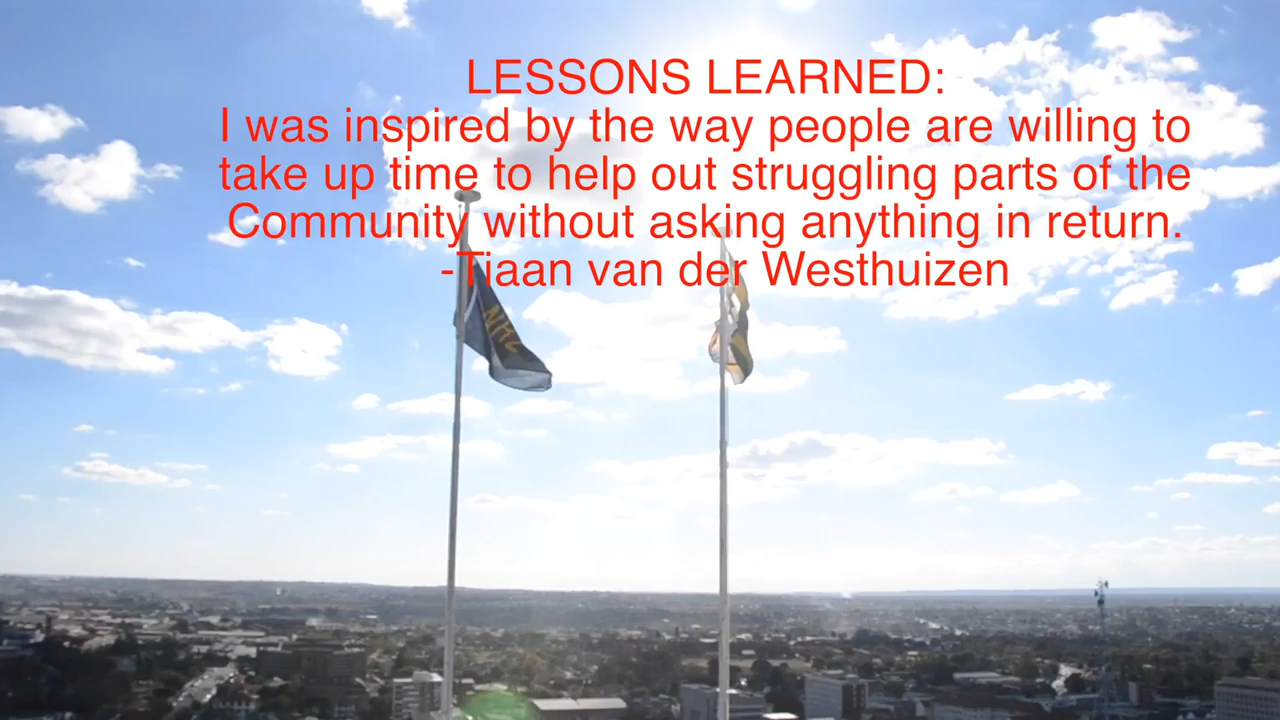 LESSONS LEARNED:
I was inspired by the way people are willing to
take up time to help out struggling parts of the
Community without asking anything in return.
-Tiaan van der Westhuizen